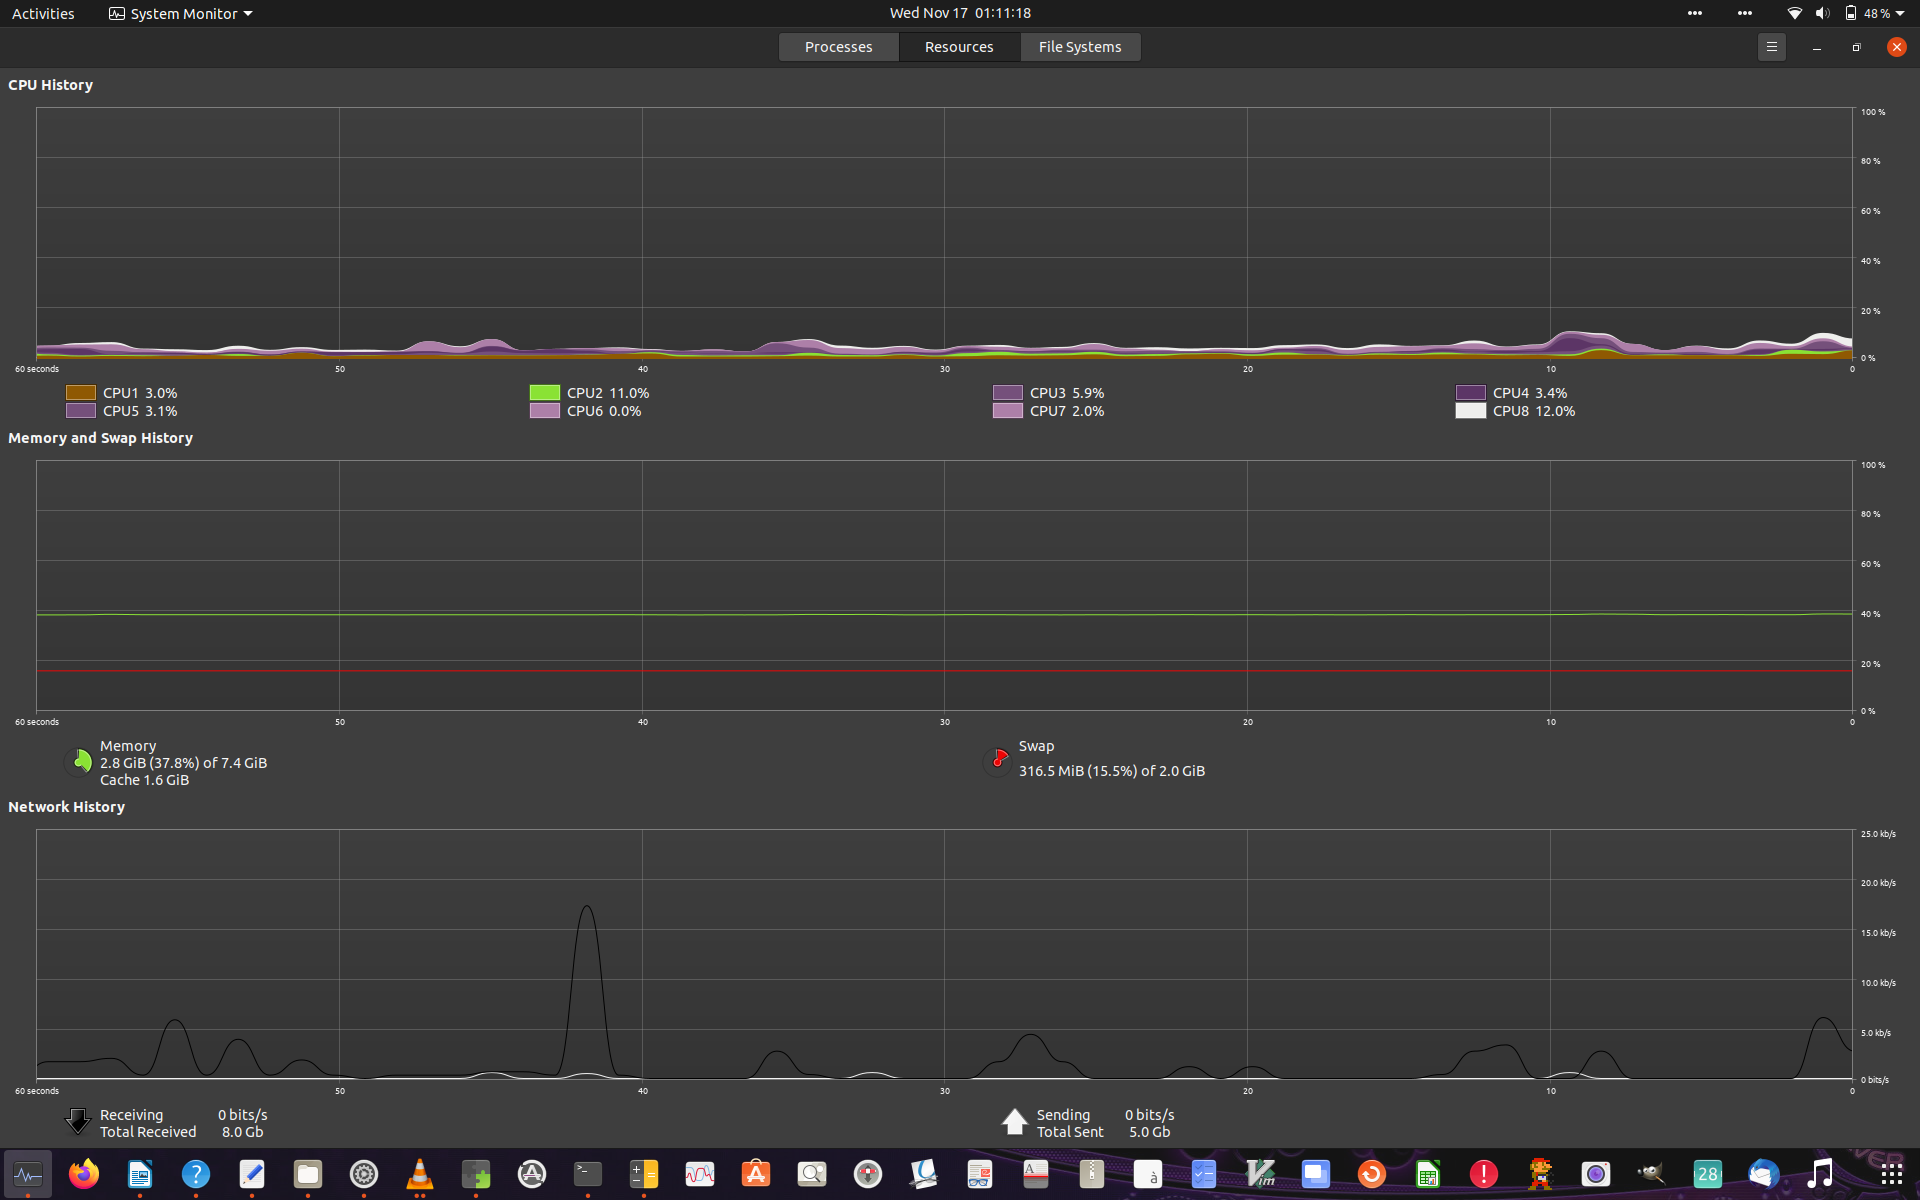 Activities System Monitor Wed Nov 17 01:11:18 48 %
Processes Resources File Systems
CPU History
100 %
80 %
60 %
40 %
20 %
0 %
60 seconds 50 40 30 20 10 0
CPU1 3.0% CPU2 11.0% CPU3 5.9% CPU4 3.4%
CPU5 3.1% CPU6 0.0% CPU7 2.0% CPU8 12.0%
Memory and Swap History
100 %
80 %
60 %
40 %
20 %
0 %
60 seconds 50 40 30 20 10 0
Memory
2.8 GiB (37.8%) of 7.4 GiB
Cache 1.6 GiB
Swap
316.5 MiB (15.5%) of 2.0 GiB
Network History
25.0 kb/s
20.0 kb/s
15.0 kb/s
10.0 kb/s
5.0 kb/s
0 bits/s
60 seconds 50 40 30 20 10 0
Receiving 0 bits/s Sending 0 bits/s
Total Received 8.0 Gb Total Sent 5.0 Gb
? >_ A à Vim ! 28